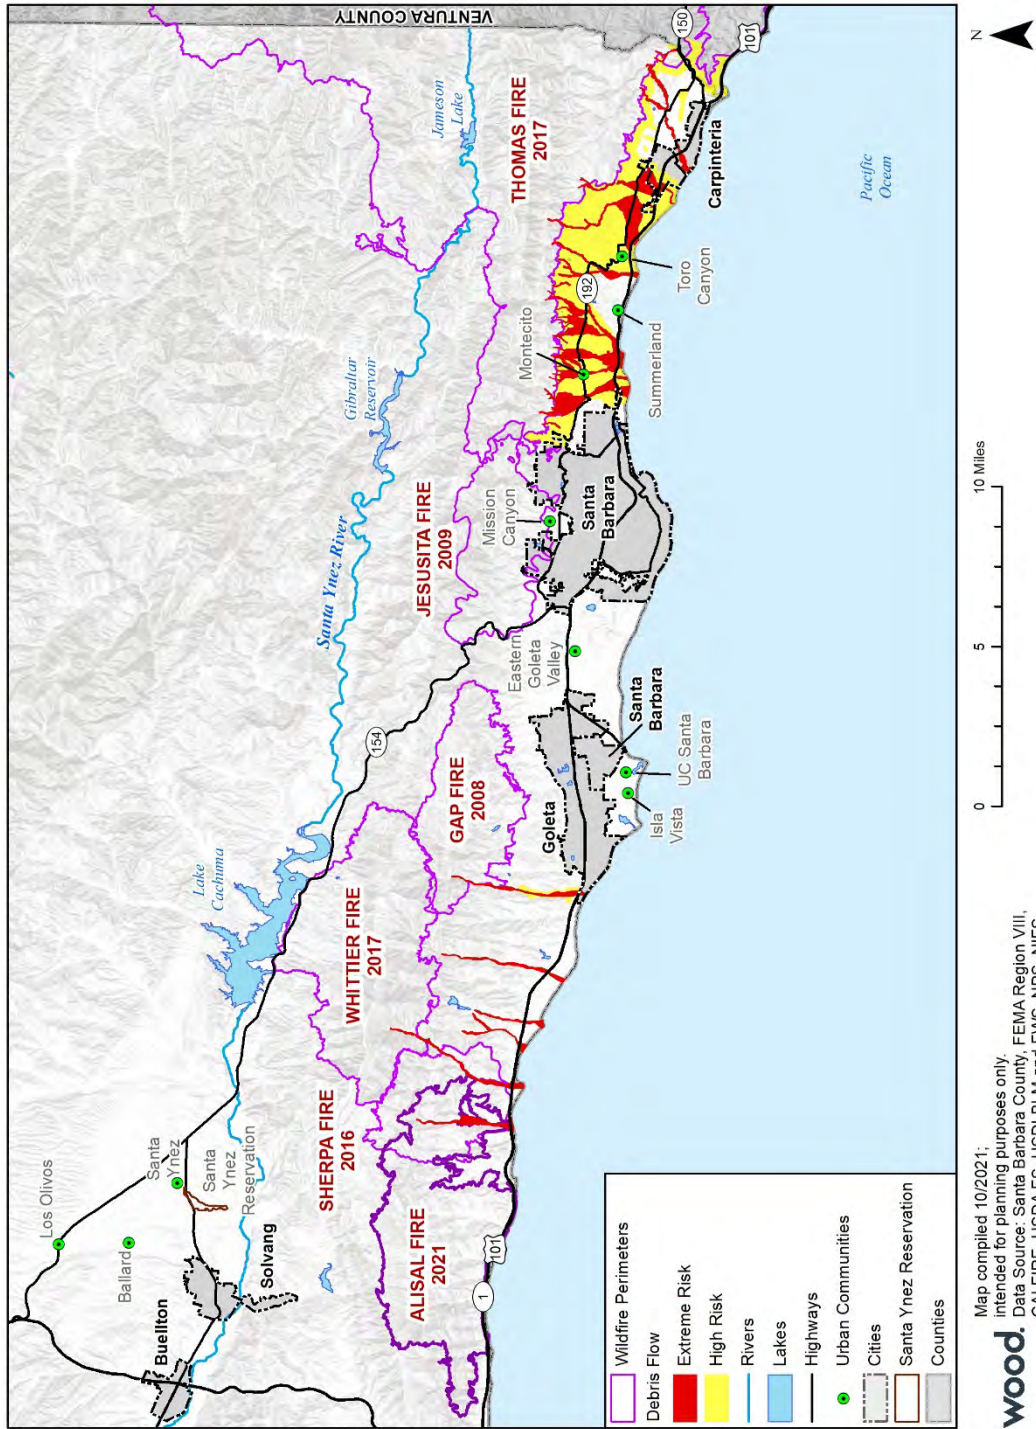 VENTURA COUNTY
Los Olivos
Ballard
Santa
Ynez
Santa
Ynez
Reservation
Buellton
Solvang
Lake
Cachuma
154
Santa Ynez River
Gibraltar
Reservoir
Jameson
Lake
THOMAS FIRE
2017
JESUSITA FIRE
2009
GAP FIRE
2008
WHITTIER FIRE
2017
SHERPA FIRE
2016
ALISAL FIRE
2021
1
101
Mission
Canyon
Montecito
192
150
101
Eastern
Goleta
Valley
Goleta
Santa
Barbara
Santa
Barbara
Isla
Vista
UC Santa
Barbara
Summerland
Toro
Canyon
Carpinteria
Pacific
Ocean
Wildfire Perimeters
Debris Flow
Extreme Risk
High Risk
Rivers
Lakes
Highways
Urban Communities
Cities
Santa Ynez Reservation
Counties
0 5 10 Miles
N
wood.
Map compiled 10/2021;
intended for planning purposes only.
Data Source: Santa Barbara County, FEMA Region VIII,